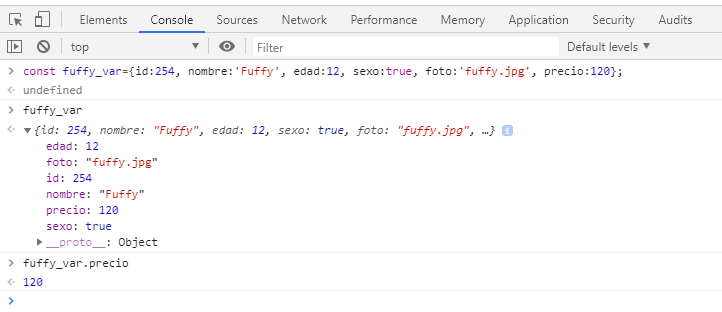 Elements Console Sources Network Performance Memory Application Security Audits
top Filter Default levels
const fuffy_var={id:254, nombre:'Fuffy', edad:12, sexo:true, foto:'fuffy.jpg', precio:120};
undefined
fuffy_var
{id: 254, nombre: "Fuffy", edad: 12, sexo: true, foto: "fuffy.jpg", …}
edad: 12
foto: "fuffy.jpg"
id: 254
nombre: "Fuffy"
precio: 120
sexo: true
__proto__: Object
fuffy_var.precio
120